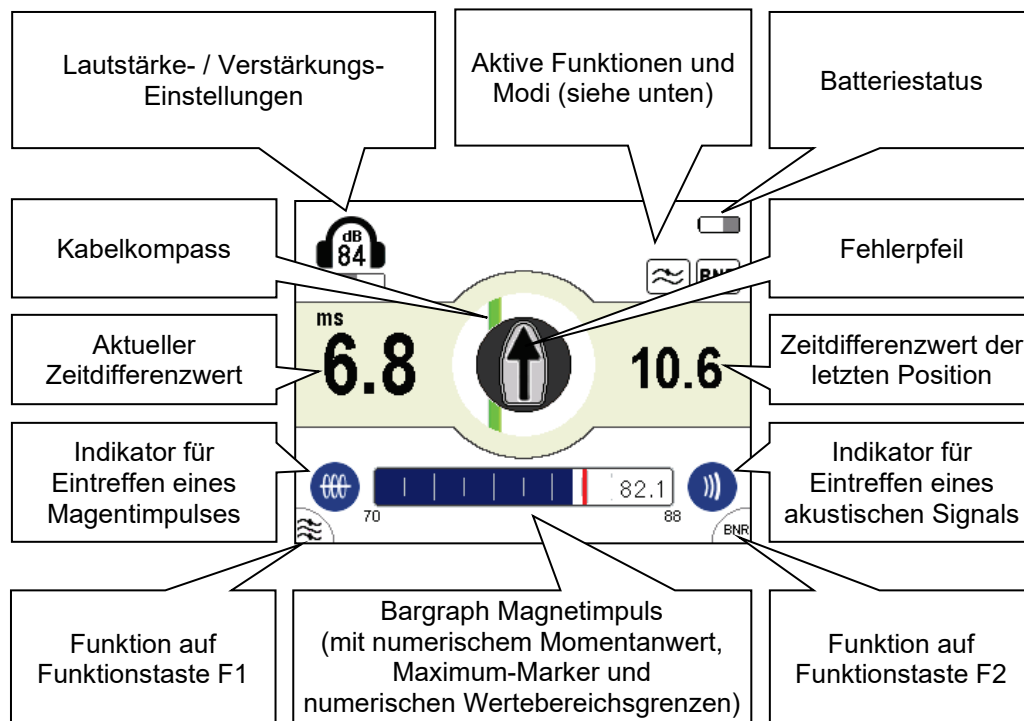 Lautstärke- / Verstärkungs-
Einstellungen
Aktive Funktionen und
Modi (siehe unten)
Batteriestatus
Kabelkompass
dB
84
Fehlerpfeil
Aktueller
Zeitdifferenzwert
ms
6.8
10.6
Zeitdifferenzwert der
letzten Position
Indikator für
Eintreffen eines
Magentimpulses
82.1
70
88
BNR
Indikator für
Eintreffen eines
akustischen Signals
Funktion auf
Funktionstaste F1
Bargraph Magnetimpuls
(mit numerischem Momentanwert,
Maximum-Marker und
numerischen Wertebereichsgrenzen)
Funktion auf
Funktionstaste F2